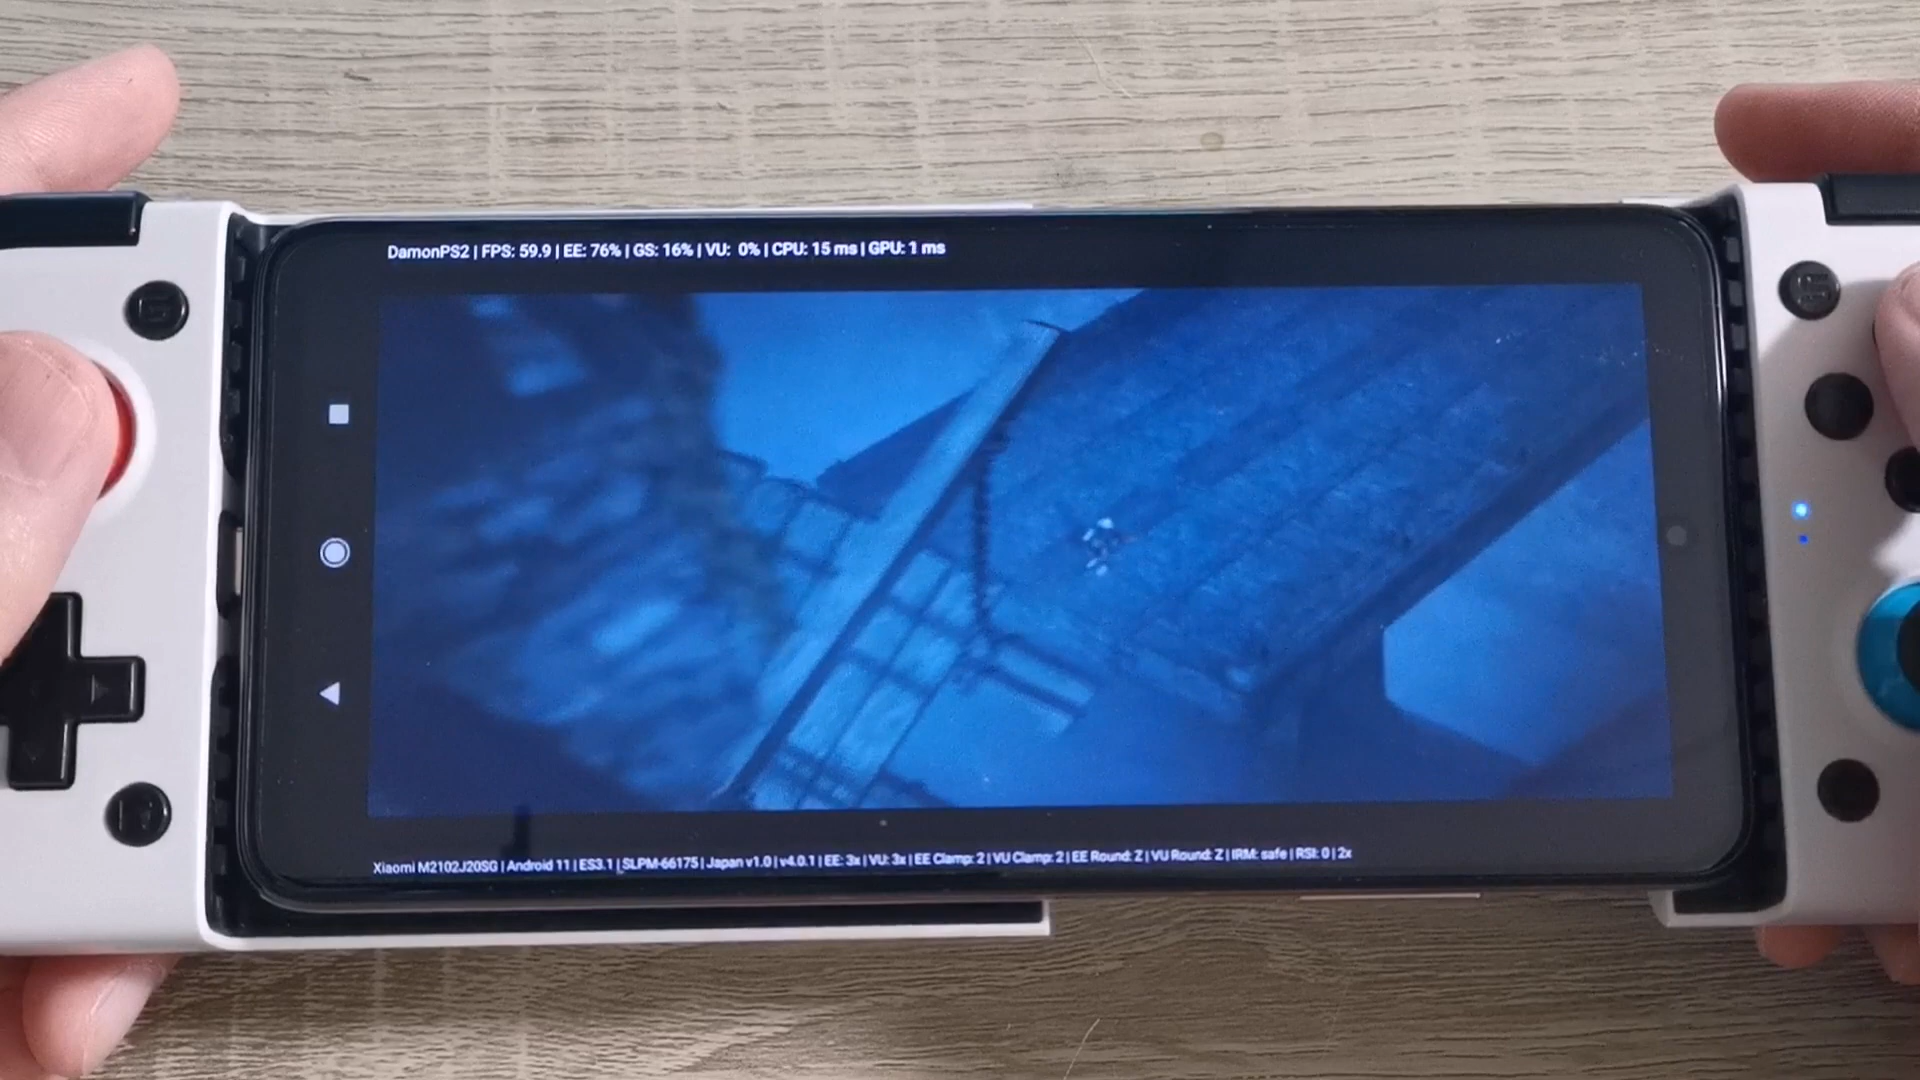 DamonPS2 | FPS: 59.9 | EE: 76% | GS: 16% | VU: 0% | CPU: 15 ms | GPU: 1 ms
Xiaomi M2102J20SG | Android 11 | ES3.1 | SLPM-66175 | Japan v1.0 | v4.0.1 | EE: 3x | VU: 3x | EE Clamp: 2 | VU Clamp: 2 | EE Round: Z | VU Round: Z | IRM: safe | RSI: 0 | 2x